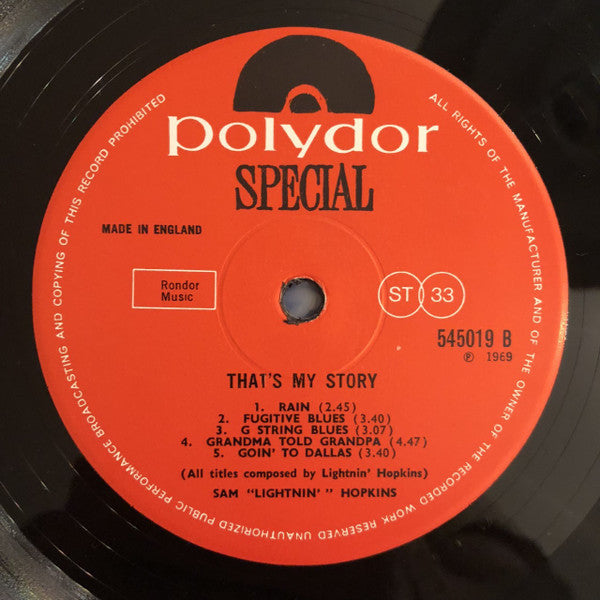 polydor
SPECIAL
MADE IN ENGLAND
Rondor
Music
ST 33
545019 B
℗ 1969
THAT'S MY STORY
1. RAIN (2.45)
2. FUGITIVE BLUES (3.40)
3. G STRING BLUES (3.07)
4. GRANDMA TOLD GRANDPA (4.47)
5. GOIN' TO DALLAS (3.40)
(All titles composed by Lightnin' Hopkins)
SAM "LIGHTNIN' " HOPKINS
ALL RIGHTS OF THE MANUFACTURER AND OF THE OWNER OF THE RECORDED WORK RESERVED UNAUTHORIZED PUBLIC PERFORMANCE BROADCASTING AND COPYING OF THIS RECORD PROHIBITED